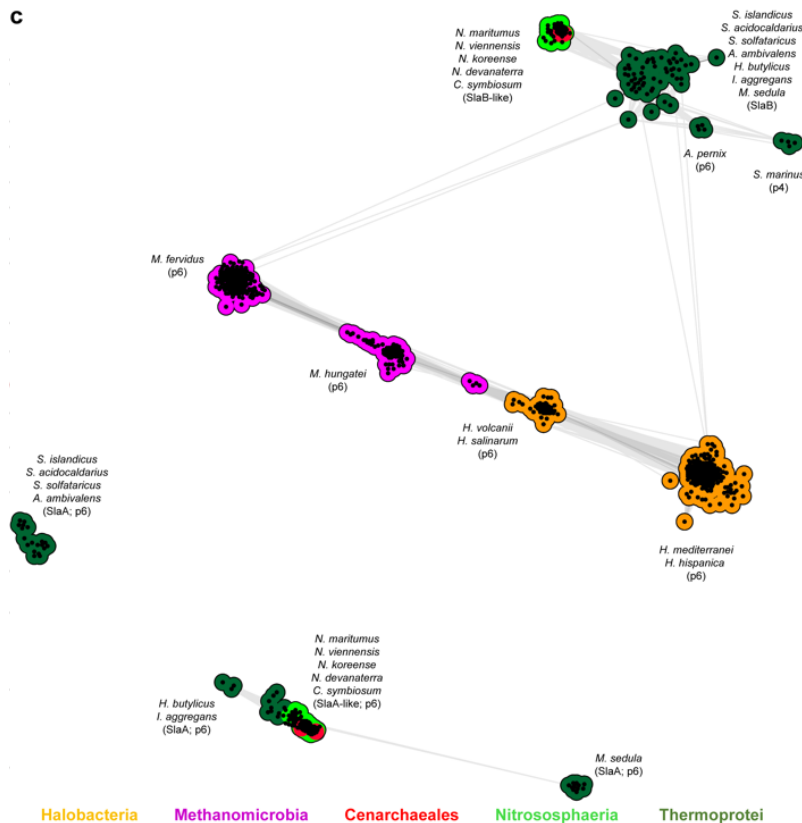 c
N. maritumus
N. viennensis
N. koreense
N. devanaterra
C. symbiosum
(SlaB-like)
S. islandicus
S. acidocaldarius
S. solfataricus
A. ambivalens
H. butylicus
I. aggregans
M. sedula
(SlaB)
A. pernix
(p6)
S. marinus
(p4)
M. fervidus
(p6)
M. hungatei
(p6)
H. volcanii
H. salinarum
(p6)
S. islandicus
S. acidocaldarius
S. solfataricus
A. ambivalens
(SlaA; p6)
H. mediterranei
H. hispanica
(p6)
N. maritumus
N. viennensis
N. koreense
N. devanaterra
C. symbiosum
(SlaA-like; p6)
H. butylicus
I. aggregans
(SlaA; p6)
M. sedula
(SlaA; p6)
Halobacteria Methanomicrobia Cenarchaeales Nitrososphaeria Thermoprotei